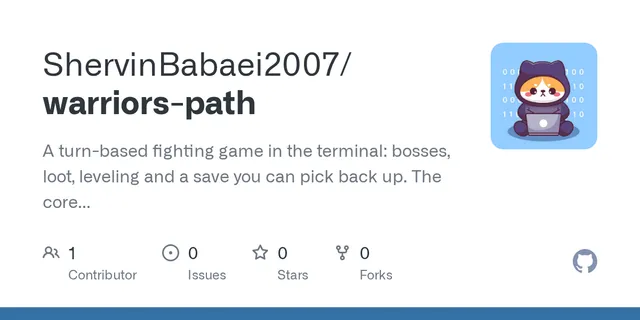 ShervinBabaei2007/
warriors-path
A turn-based fighting game in the terminal: bosses,
loot, leveling and a save you can pick back up. The
core...
1
Contributor
0
Issues
0
Stars
0
Forks